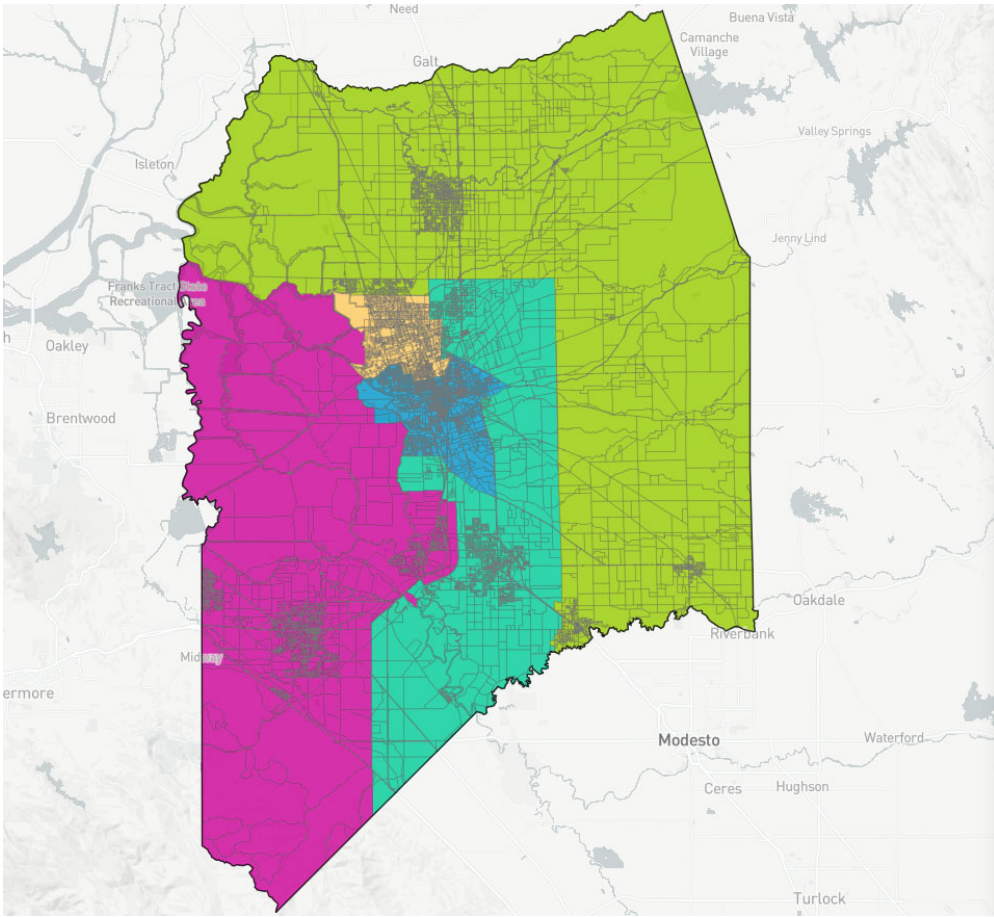 Need
Buena Vista
Camanche
Village
Galt
Valley Springs
Isleton
Jenny Lind
Franks Tract State
Recreational Area
h
Oakley
Brentwood
Oakdale
Riverbank
Midway
ermore
Modesto
Waterford
Ceres
Hughson
Turlock